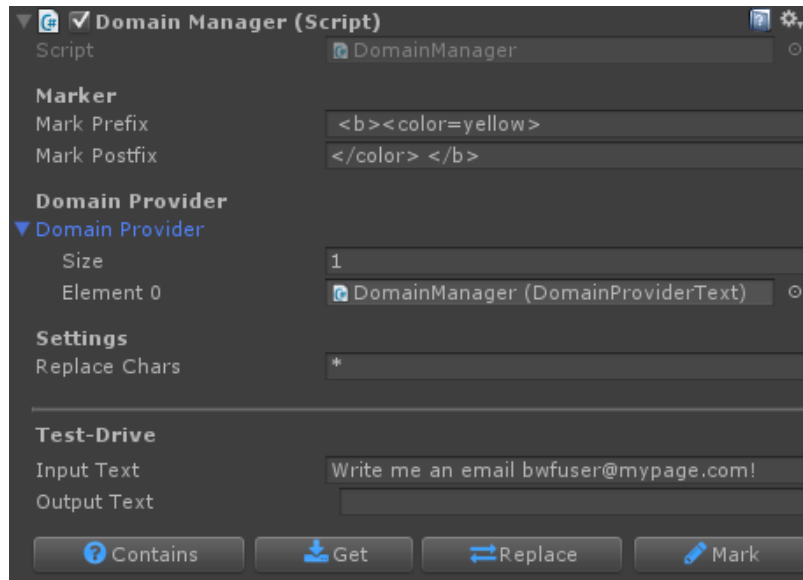 Domain Manager (Script)
Script DomainManager
Marker
Mark Prefix <b><color=yellow>
Mark Postfix </color> </b>
Domain Provider
Domain Provider
Size 1
Element 0 DomainManager (DomainProviderText)
Settings
Replace Chars *
Test-Drive
Input Text Write me an email bwfuser@mypage.com!
Output Text
Contains Get Replace Mark